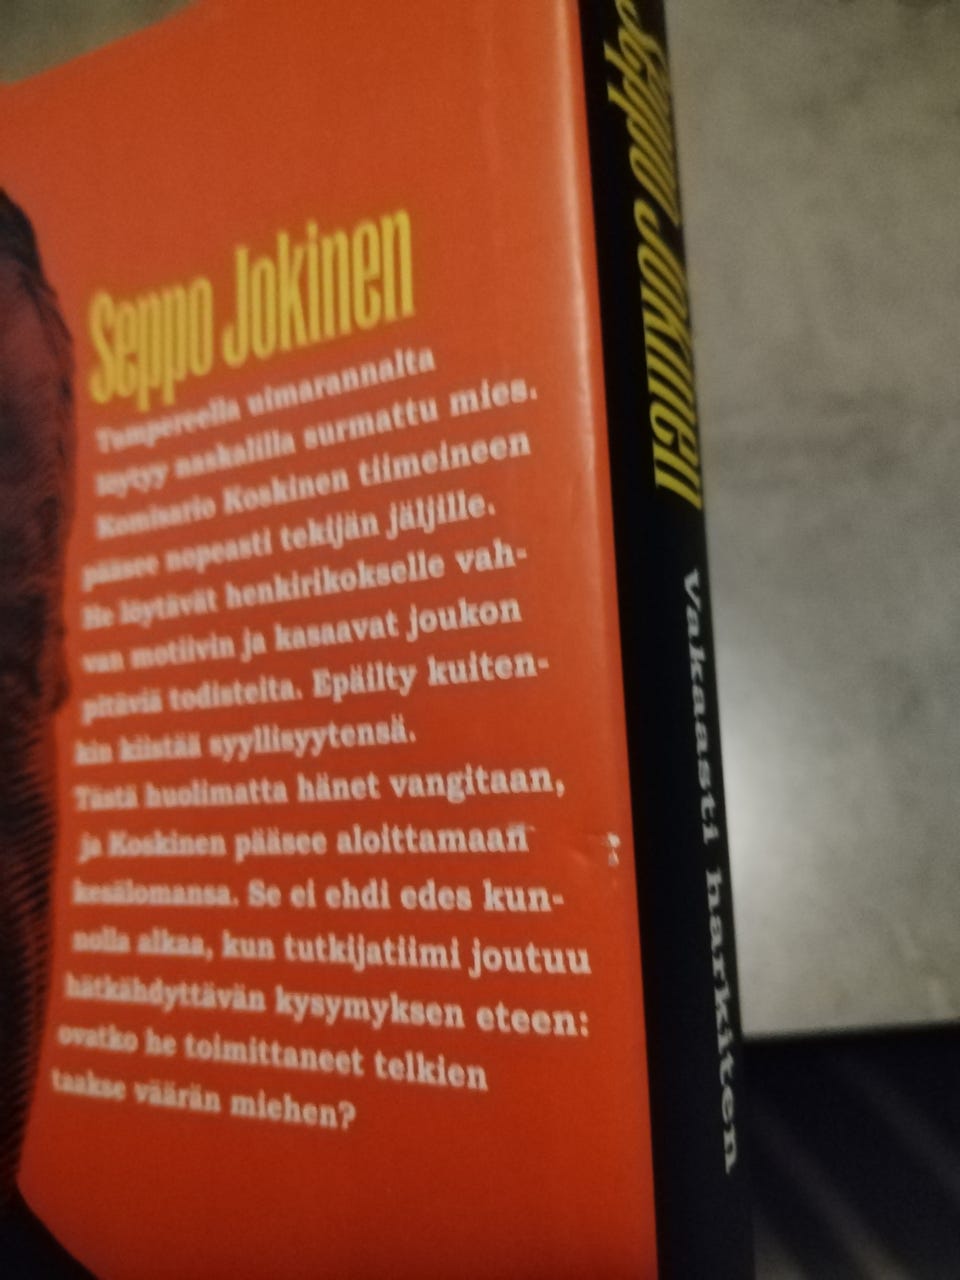 Seppo Jokinen
Tampereella uimarannalta
löytyy naskalilla surmattu mies.
Komisario Koskinen tiimeineen
pääsee nopeasti tekijän jäljille.
He löytävät henkirikokselle vah-
van motiivin ja kasaavat joukon
pitäviä todisteita. Epäilty kuiten-
kin kiistää syyllisyytensä.
Tästä huolimatta hänet vangitaan,
ja Koskinen pääsee aloittamaan
kesälomansa. Se ei ehdi edes kun-
nolla alkaa, kun tutkijatiimi joutuu
hätkähdyttävän kysymyksen eteen:
ovatko he toimittaneet telkien
taakse väärän miehen?
Seppo Jokinen
Vakaasti harkiten